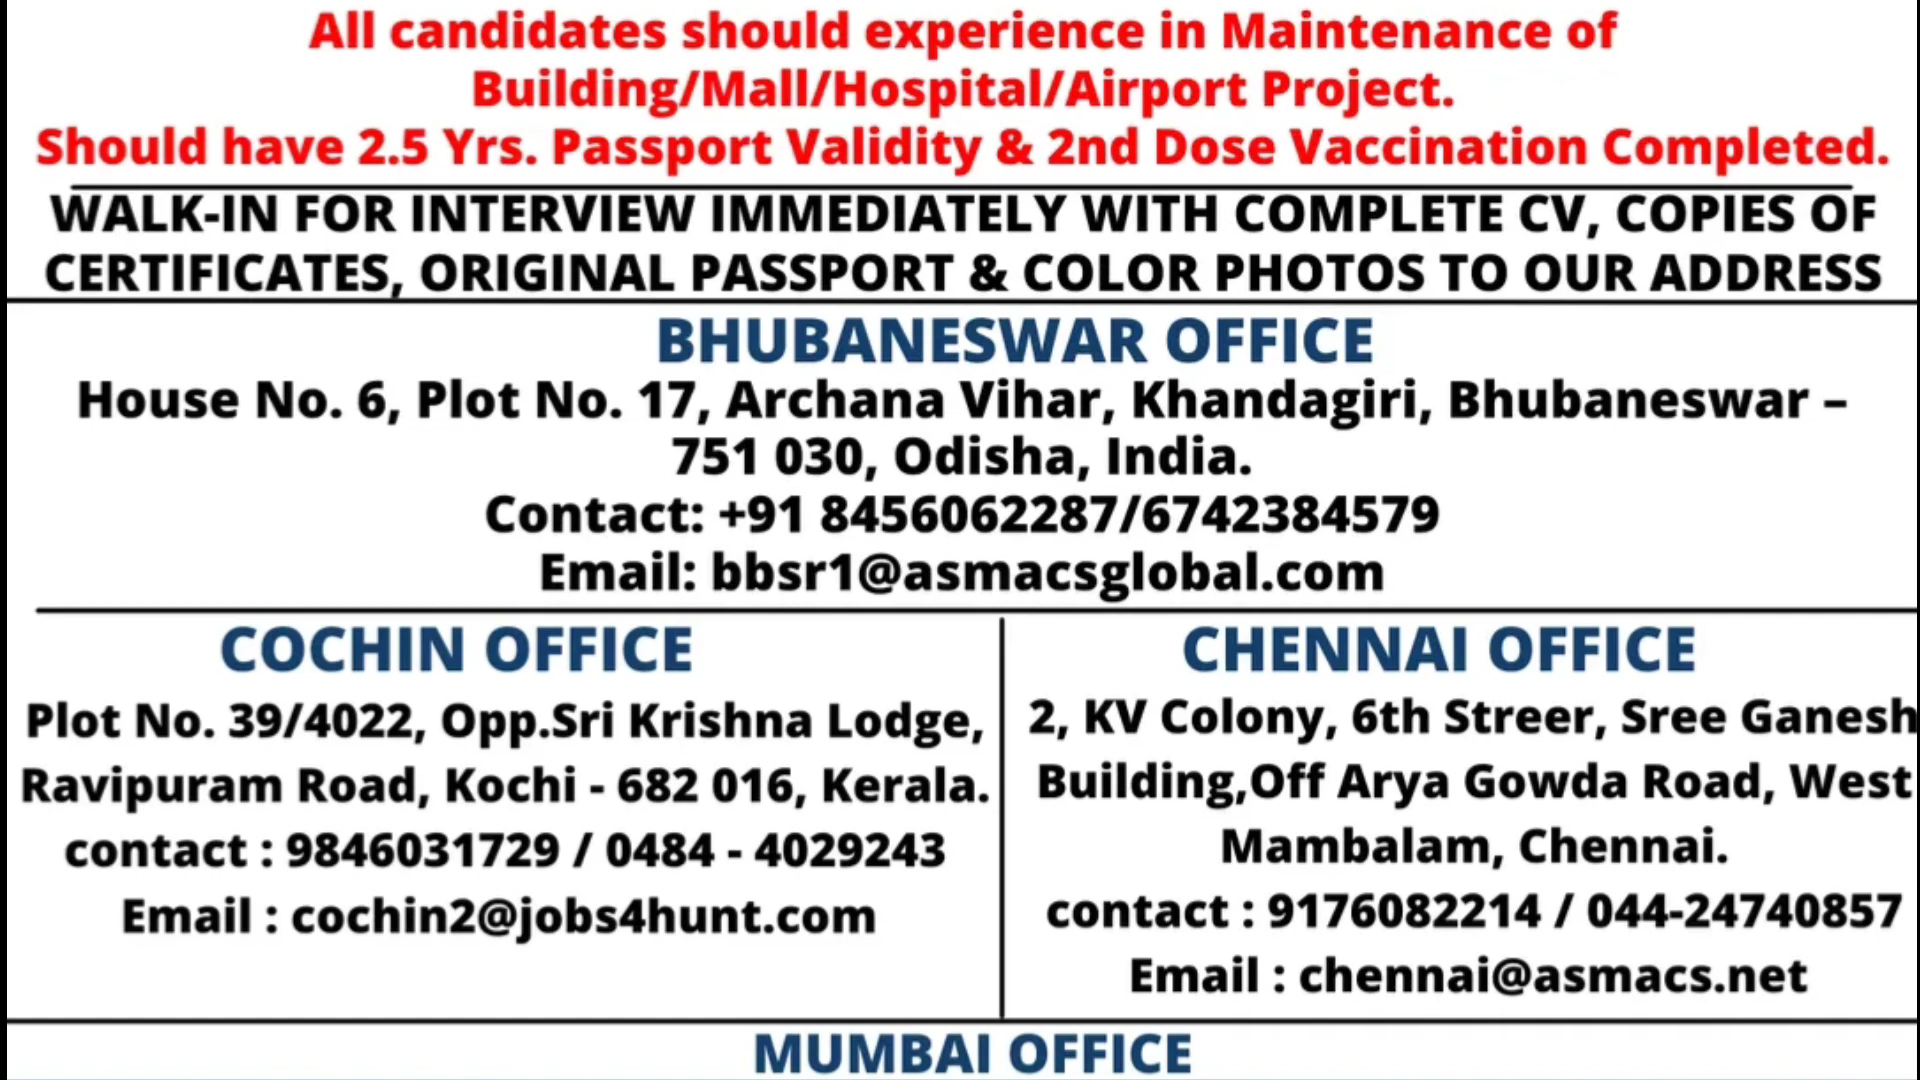 All candidates should experience in Maintenance of
Building/Mall/Hospital/Airport Project.
Should have 2.5 Yrs. Passport Validity & 2nd Dose Vaccination Completed.
WALK-IN FOR INTERVIEW IMMEDIATELY WITH COMPLETE CV, COPIES OF
CERTIFICATES, ORIGINAL PASSPORT & COLOR PHOTOS TO OUR ADDRESS
BHUBANESWAR OFFICE
House No. 6, Plot No. 17, Archana Vihar, Khandagiri, Bhubaneswar –
751 030, Odisha, India.
Contact: +91 8456062287/6742384579
Email: bbsr1@asmacsglobal.com
COCHIN OFFICE
Plot No. 39/4022, Opp.Sri Krishna Lodge,
Ravipuram Road, Kochi - 682 016, Kerala.
contact : 9846031729 / 0484 - 4029243
Email : cochin2@jobs4hunt.com
CHENNAI OFFICE
2, KV Colony, 6th Streer, Sree Ganesh
Building,Off Arya Gowda Road, West
Mambalam, Chennai.
contact : 9176082214 / 044-24740857
Email : chennai@asmacs.net
MUMBAI OFFICE